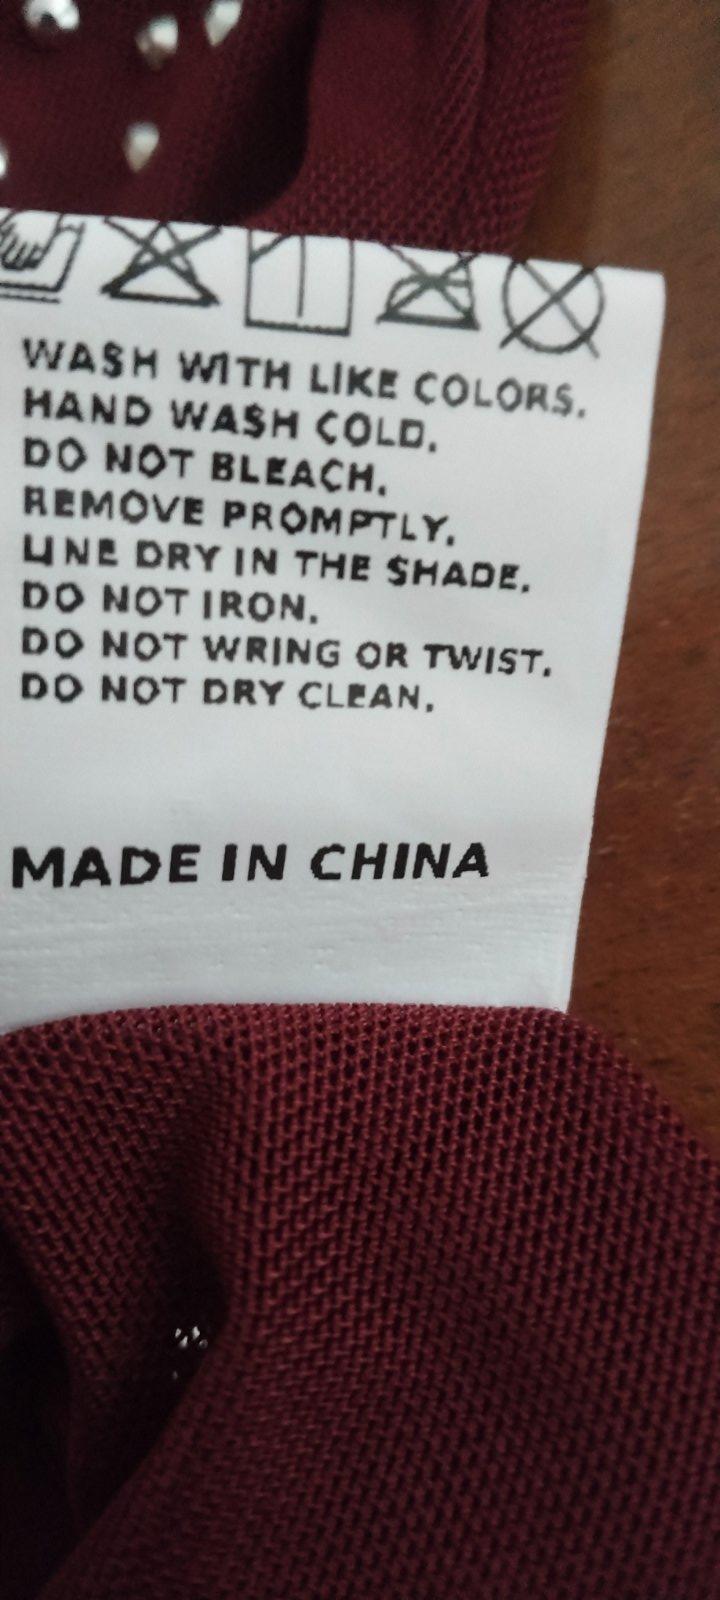 WASH WITH LIKE COLORS.
HAND WASH COLD.
DO NOT BLEACH.
REMOVE PROMPTLY.
LINE DRY IN THE SHADE.
DO NOT IRON.
DO NOT WRING OR TWIST.
DO NOT DRY CLEAN.
MADE IN CHINA